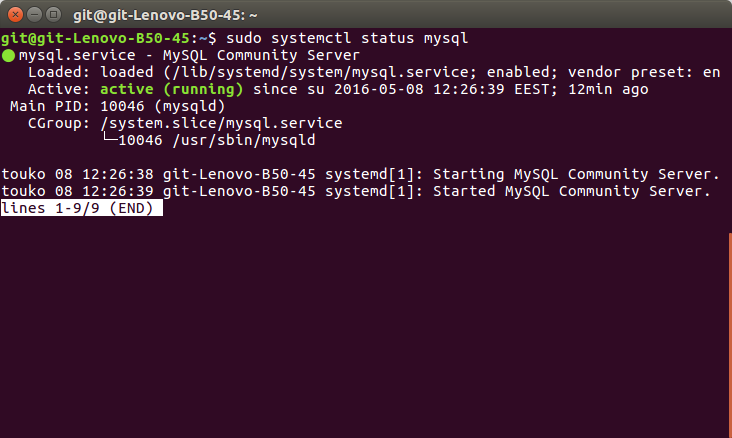 git@git-Lenovo-B50-45: ~
git@git-Lenovo-B50-45:~$ sudo systemctl status mysql
● mysql.service - MySQL Community Server
   Loaded: loaded (/lib/systemd/system/mysql.service; enabled; vendor preset: en
   Active: active (running) since su 2016-05-08 12:26:39 EEST; 12min ago
 Main PID: 10046 (mysqld)
   CGroup: /system.slice/mysql.service
           └─10046 /usr/sbin/mysqld
touko 08 12:26:38 git-Lenovo-B50-45 systemd[1]: Starting MySQL Community Server.
touko 08 12:26:39 git-Lenovo-B50-45 systemd[1]: Started MySQL Community Server.
lines 1-9/9 (END)